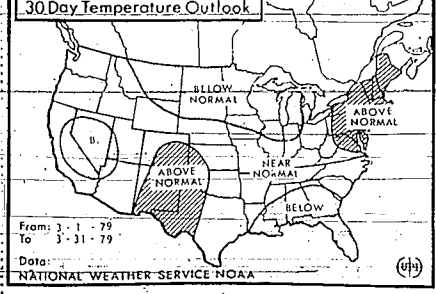 30 Day Temperature Outlook
BELOW
NORMAL
ABOVE
NORMAL
B.
ABOVE
NORMAL
NEAR
NORMAL
BELOW
From: 3 - 1 - 79
To 3 - 31 - 79
Data:
NATIONAL WEATHER SERVICE NOAA
UPI